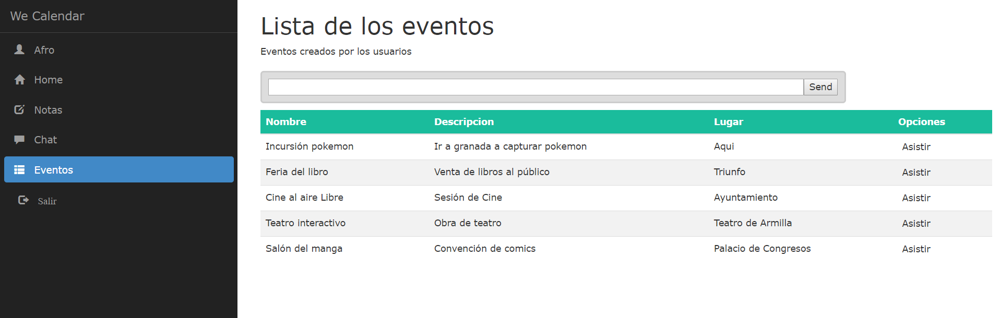 We Calendar
Afro
Home
Notas
Chat
Eventos
Salir
Lista de los eventos
Eventos creados por los usuarios
Send
Nombre Descripcion Lugar Opciones
Incursión pokemon Ir a granada a capturar pokemon Aqui Asistir
Feria del libro Venta de libros al público Triunfo Asistir
Cine al aire Libre Sesión de Cine Ayuntamiento Asistir
Teatro interactivo Obra de teatro Teatro de Armilla Asistir
Salón del manga Convención de comics Palacio de Congresos Asistir